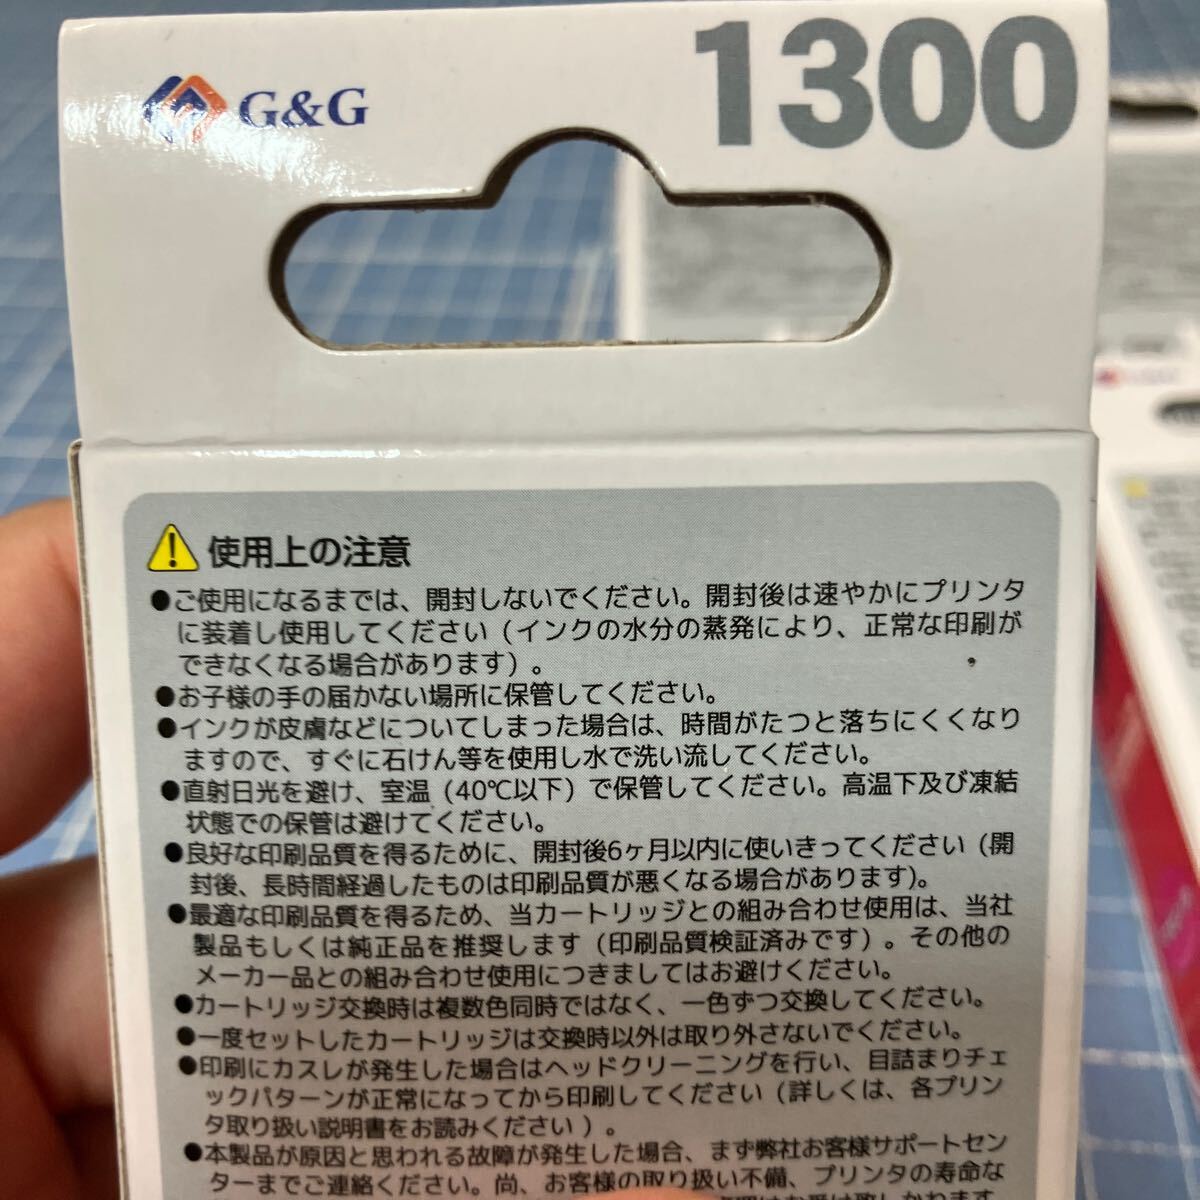 G&G
1300
使用上の注意
●ご使用になるまでは、開封しないでください。開封後は速やかにプリンタ
に装着し使用してください（インクの水分の蒸発により、正常な印刷が
できなくなる場合があります）。
●お子様の手の届かない場所に保管してください。
●インクが皮膚などについてしまった場合は、時間がたつと落ちにくくなり
ますので、すぐに石けん等を使用し水で洗い流してください。
●直射日光を避け、室温（40℃以下）で保管してください。高温下及び凍結
状態での保管は避けてください。
●良好な印刷品質を得るために、開封後6ヶ月以内に使いきってください（開
封後、長時間経過したものは印刷品質が悪くなる場合があります)。
●最適な印刷品質を得るため、当カートリッジとの組み合わせ使用は、当社
製品もしくは純正品を推奨します（印刷品質検証済みです）。その他の
メーカー品との組み合わせ使用につきましてはお避けください。
●カートリッジ交換時は複数色同時ではなく、一色ずつ交換してください。
●一度セットしたカートリッジは交換時以外は取り外さないでください。
●印刷にカスレが発生した場合はヘッドクリーニングを行い、目詰まりチェ
ックパターンが正常になってから印刷してください（詳しくは、各プリン
タ取り扱い説明書をお読みください）。
●本製品が原因と思われる故障が発生した場合、まず弊社お客様サポートセン
ターまでご連絡ください。尚、お客様の取り扱い不備、プリンタの寿命な